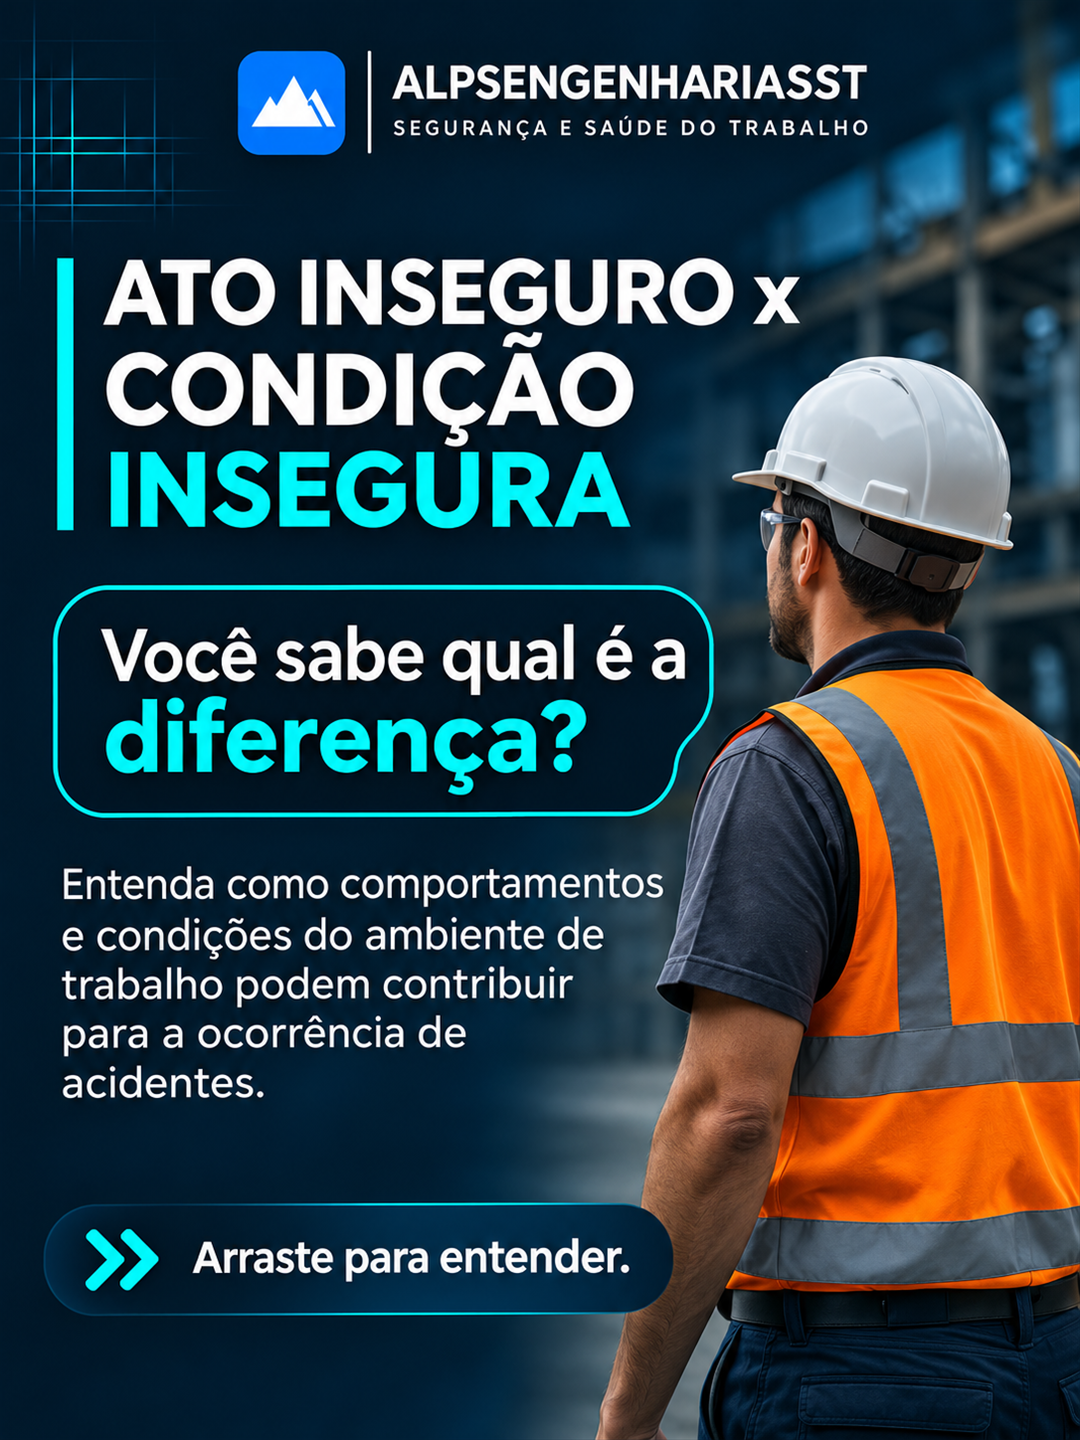 ALPSENGENHARIASST
SEGURANÇA E SAÚDE DO TRABALHO
ATO INSEGURO x
CONDIÇÃO
INSEGURA
Você sabe qual é a
diferença?
Entenda como comportamentos
e condições do ambiente de
trabalho podem contribuir
para a ocorrência de
acidentes.
Arraste para entender.